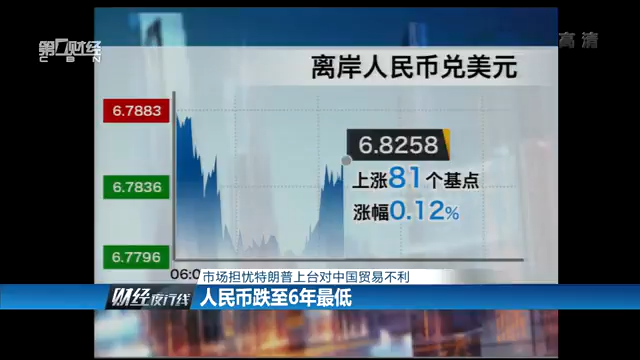 第一财经
CBN
高清
离岸人民币兑美元
6.7883
6.8258
上涨81个基点
6.7836
涨幅0.12%
6.7796
06:0
市场担忧特朗普上台对中国贸易不利
财经夜行线
人民币跌至6年最低